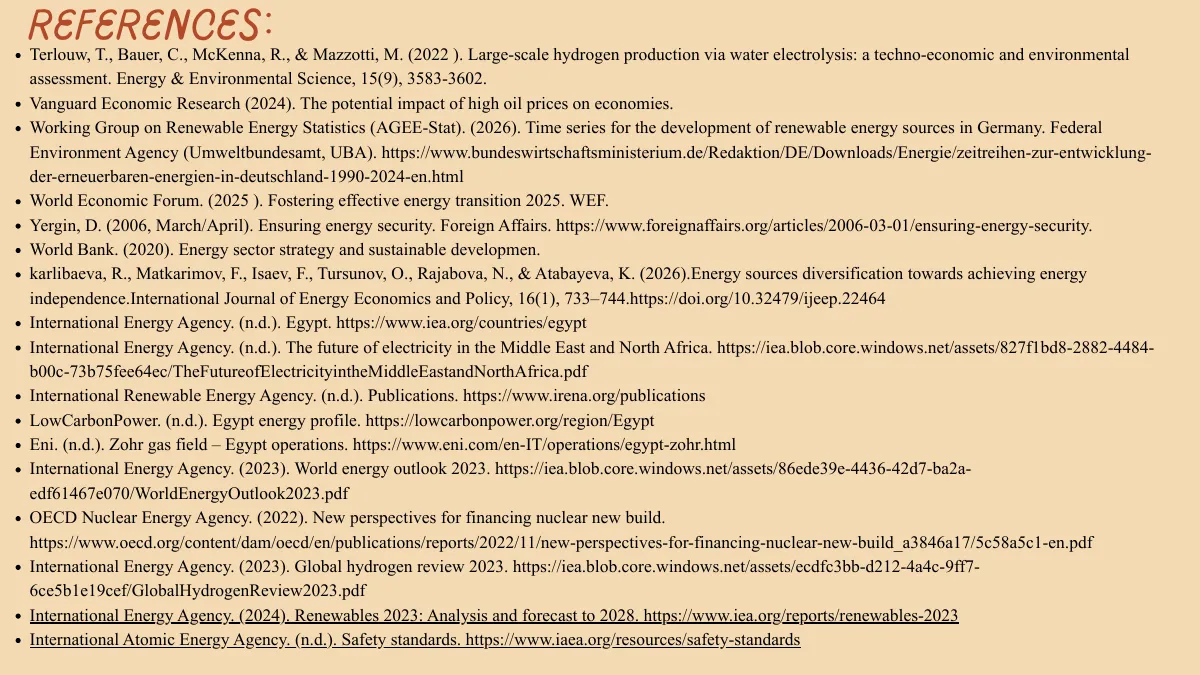 REFERENCES:
• Terlouw, T., Bauer, C., McKenna, R., & Mazzotti, M. (2022 ). Large-scale hydrogen production via water electrolysis: a techno-economic and environmental
assessment. Energy & Environmental Science, 15(9), 3583-3602.
• Vanguard Economic Research (2024). The potential impact of high oil prices on economies.
• Working Group on Renewable Energy Statistics (AGEE-Stat). (2026). Time series for the development of renewable energy sources in Germany. Federal
Environment Agency (Umweltbundesamt, UBA). https://www.bundeswirtschaftsministerium.de/Redaktion/DE/Downloads/Energie/zeitreihen-zur-entwicklung-
der-erneuerbaren-energien-in-deutschland-1990-2024-en.html
• World Economic Forum. (2025 ). Fostering effective energy transition 2025. WEF.
• Yergin, D. (2006, March/April). Ensuring energy security. Foreign Affairs. https://www.foreignaffairs.org/articles/2006-03-01/ensuring-energy-security.
• World Bank. (2020). Energy sector strategy and sustainable developmen.
• karlibaeva, R., Matkarimov, F., Isaev, F., Tursunov, O., Rajabova, N., & Atabayeva, K. (2026).Energy sources diversification towards achieving energy
independence.International Journal of Energy Economics and Policy, 16(1), 733–744.https://doi.org/10.32479/ijeep.22464
• International Energy Agency. (n.d.). Egypt. https://www.iea.org/countries/egypt
• International Energy Agency. (n.d.). The future of electricity in the Middle East and North Africa. https://iea.blob.core.windows.net/assets/827f1bd8-2882-4484-
b00c-73b75fee64ec/TheFutureofElectricityintheMiddleEastandNorthAfrica.pdf
• International Renewable Energy Agency. (n.d.). Publications. https://www.irena.org/publications
• LowCarbonPower. (n.d.). Egypt energy profile. https://lowcarbonpower.org/region/Egypt
• Eni. (n.d.). Zohr gas field – Egypt operations. https://www.eni.com/en-IT/operations/egypt-zohr.html
• International Energy Agency. (2023). World energy outlook 2023. https://iea.blob.core.windows.net/assets/86ede39e-4436-42d7-ba2a-
edf61467e070/WorldEnergyOutlook2023.pdf
• OECD Nuclear Energy Agency. (2022). New perspectives for financing nuclear new build.
https://www.oecd.org/content/dam/oecd/en/publications/reports/2022/11/new-perspectives-for-financing-nuclear-new-build_a3846a17/5c58a5c1-en.pdf
• International Energy Agency. (2023). Global hydrogen review 2023. https://iea.blob.core.windows.net/assets/ecdfc3bb-d212-4a4c-9ff7-
6ce5b1e19cef/GlobalHydrogenReview2023.pdf
• International Energy Agency. (2024). Renewables 2023: Analysis and forecast to 2028. https://www.iea.org/reports/renewables-2023
• International Atomic Energy Agency. (n.d.). Safety standards. https://www.iaea.org/resources/safety-standards